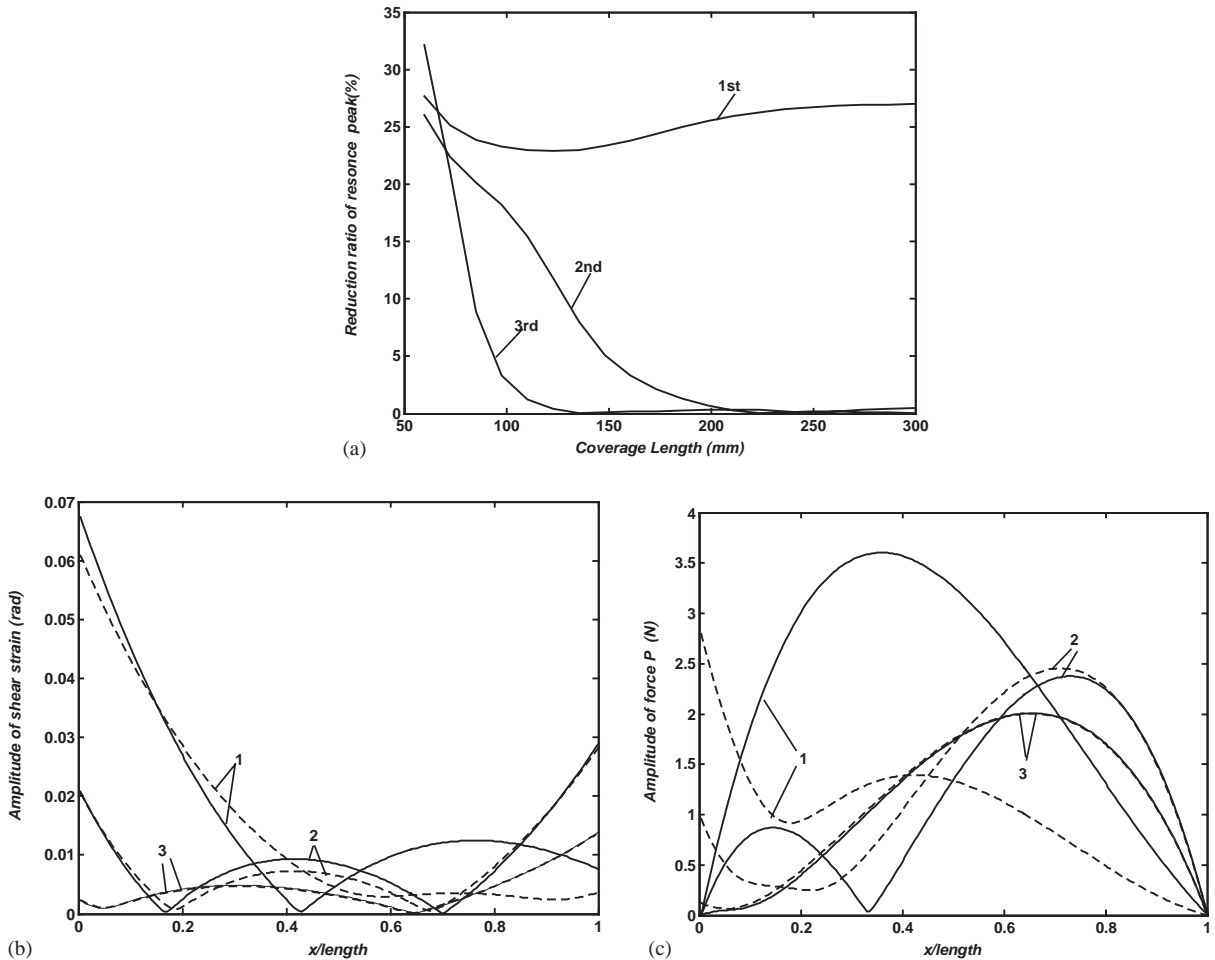 35
30
25
20
15
10
5
0
Reduction ratio of resonce peak(%)
1st
2nd
3rd
50 100 150 200 250 300
Coverage Length (mm)
(a)
0.07
0.06
0.05
0.04
0.03
0.02
0.01
0
Amplitude of shear strain (rad)
1
2
3
0.2 0.4 0.6 0.8 1
x/length
(b)
4
3.5
3
2.5
2
1.5
1
0.5
0
Amplitude of force P (N)
2
1
3
0 0.2 0.4 0.6 0.8 1
x/length
(c)